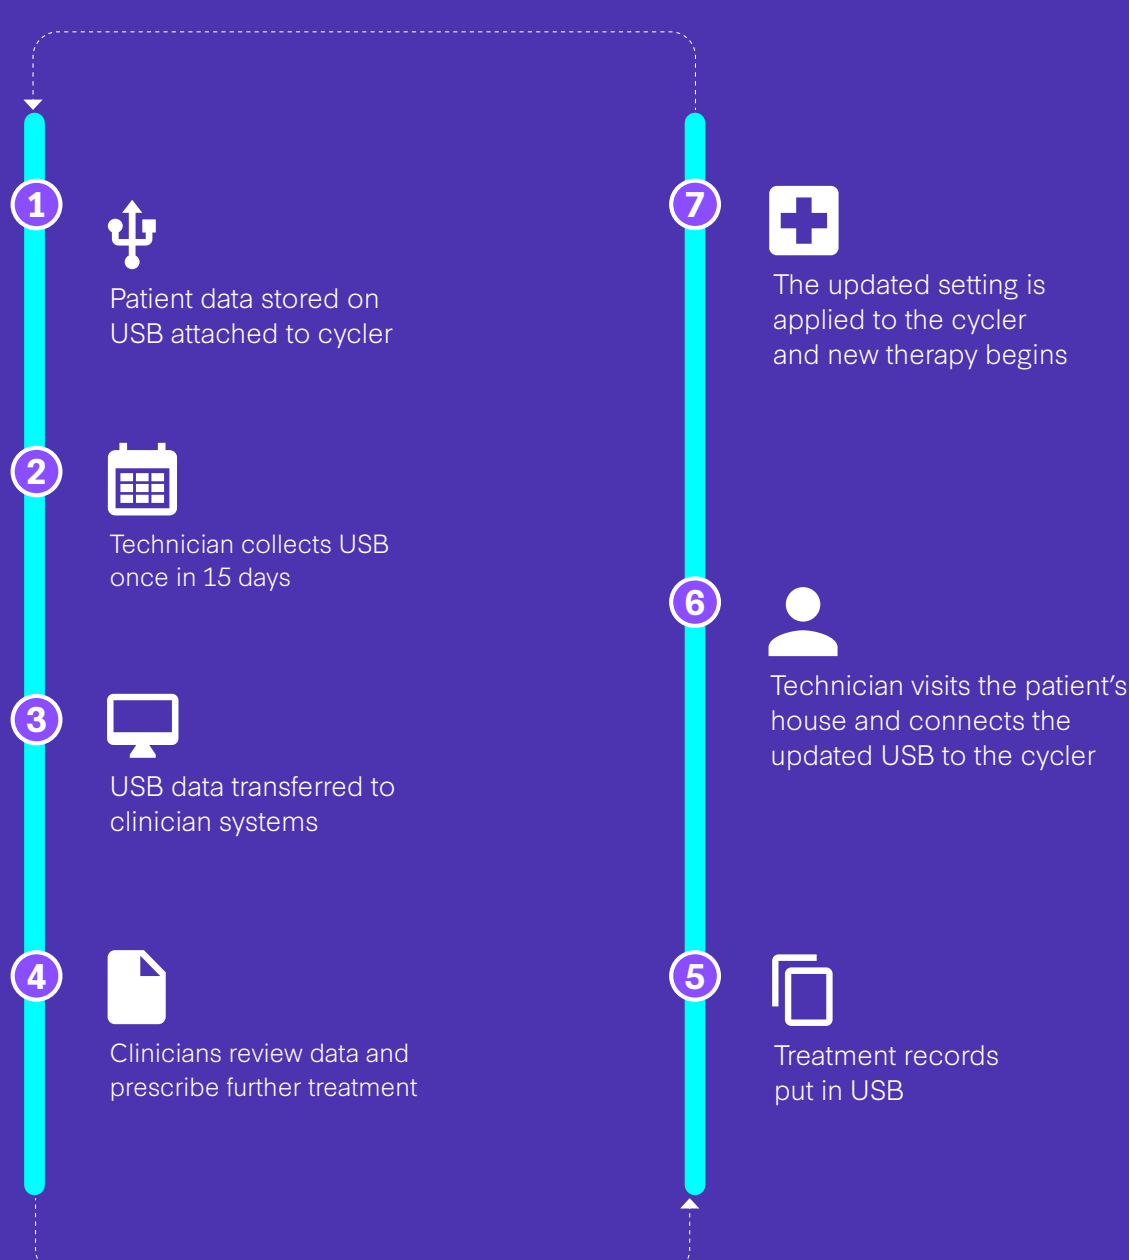 1
Patient data stored on
USB attached to cycler
2
Technician collects USB
once in 15 days
3
USB data transferred to
clinician systems
4
Clinicians review data and
prescribe further treatment
5
Treatment records
put in USB
6
Technician visits the patient’s
house and connects the
updated USB to the cycler
7
The updated setting is
applied to the cycler
and new therapy begins